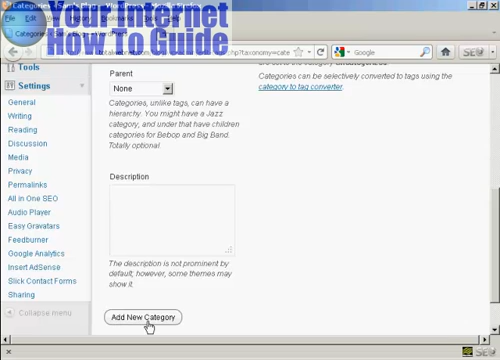 Your Internet
How To Guide
Tools
Settings
General
Writing
Reading
Discussion
Media
Privacy
Permalinks
All in One SEO
Audio Player
Easy Gravatars
Feedburner
Google Analytics
Insert AdSense
Slick Contact Forms
Sharing
Collapse menu
Parent
None
Categories, unlike tags, can have a
hierarchy. You might have a Jazz
category, and under that have children
categories for Bebop and Big Band.
Totally optional.
Description
The description is not prominent by
default; however, some themes may
show it.
Add New Category
Categories can be selectively converted to tags using the
category to tag converter.
Google
SEO